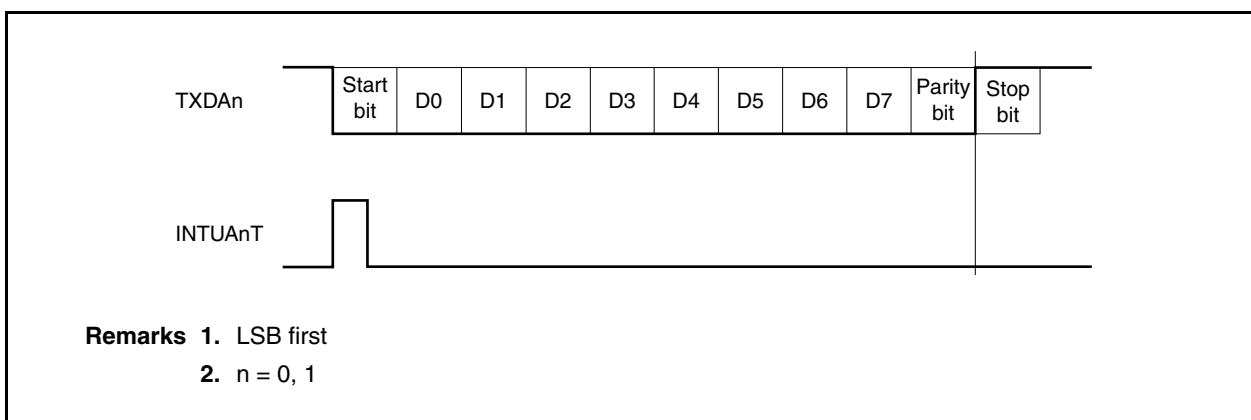 TXDAn Start bit D0 D1 D2 D3 D4 D5 D6 D7 Parity bit Stop bit
INTUAnT
Remarks 1. LSB first
2. n = 0, 1